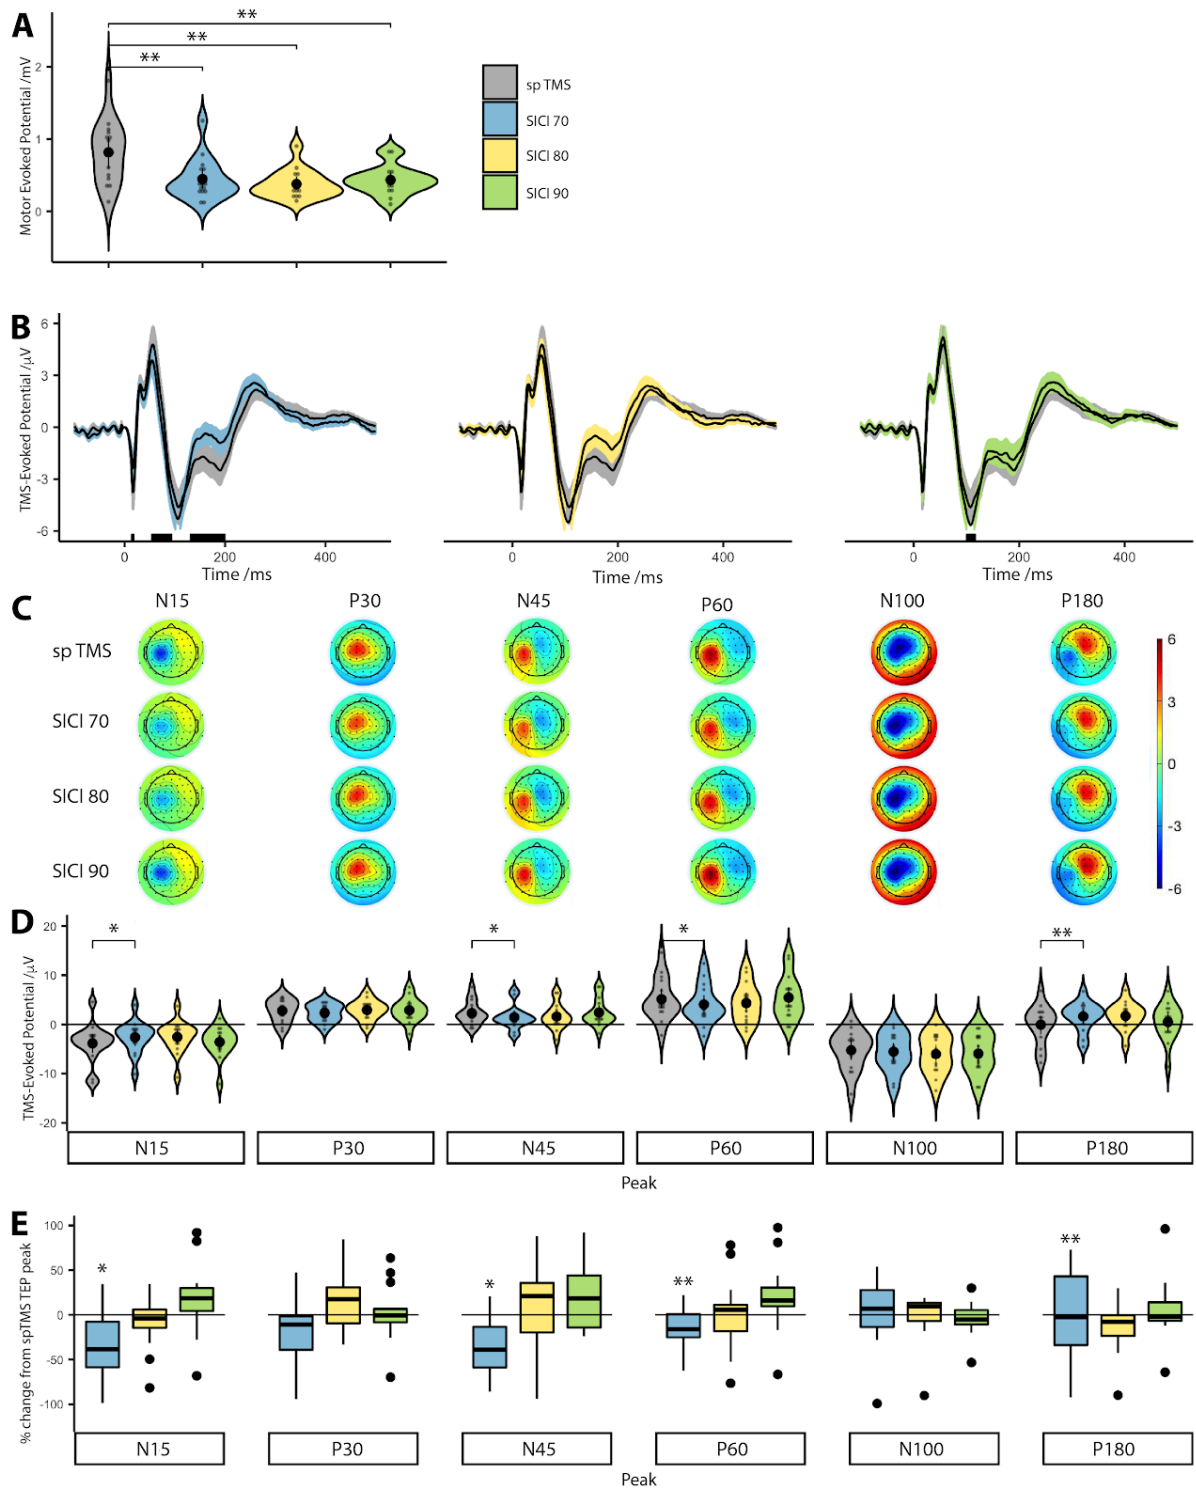 A
**
**
**
Motor Evoked Potential /mV
2
1
0
sp TMS
SICI 70
SICI 80
SICI 90
B
TMS-Evoked Potential /µV
6
3
0
-3
-6
0 200 400
Time /ms
0 200 400
Time /ms
0 200 400
Time /ms
C
N15 P30 N45 P60 N100 P180
sp TMS
SICI 70
SICI 80
SICI 90
6
3
0
-3
-6
D
TMS-Evoked Potential /µV
20
10
0
-10
-20
* * * **
N15 P30 N45 P60 N100 P180
Peak
E
% change from spTMS TEP peak
100
50
0
-50
-100
* * ** **
N15 P30 N45 P60 N100 P180
Peak